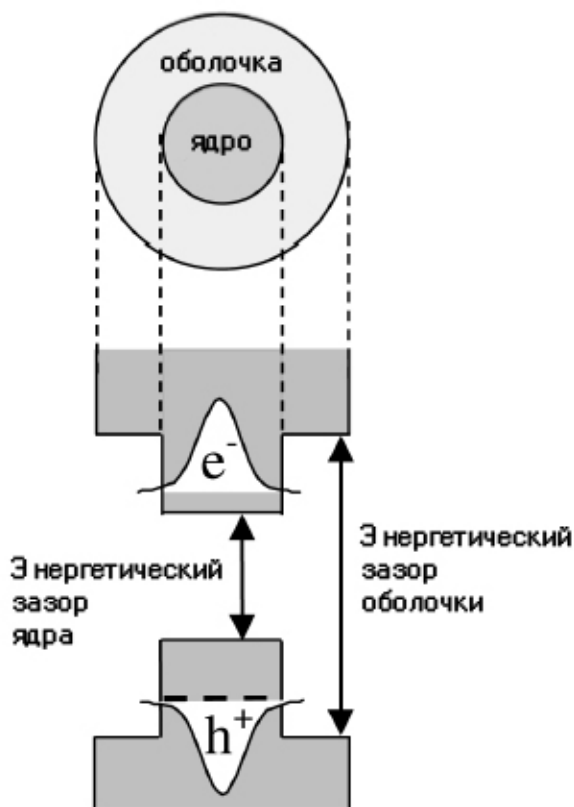 оболочка
ядро
e⁻
Энергетический
зазор
ядра
Энергетический
зазор
оболочки
h⁺